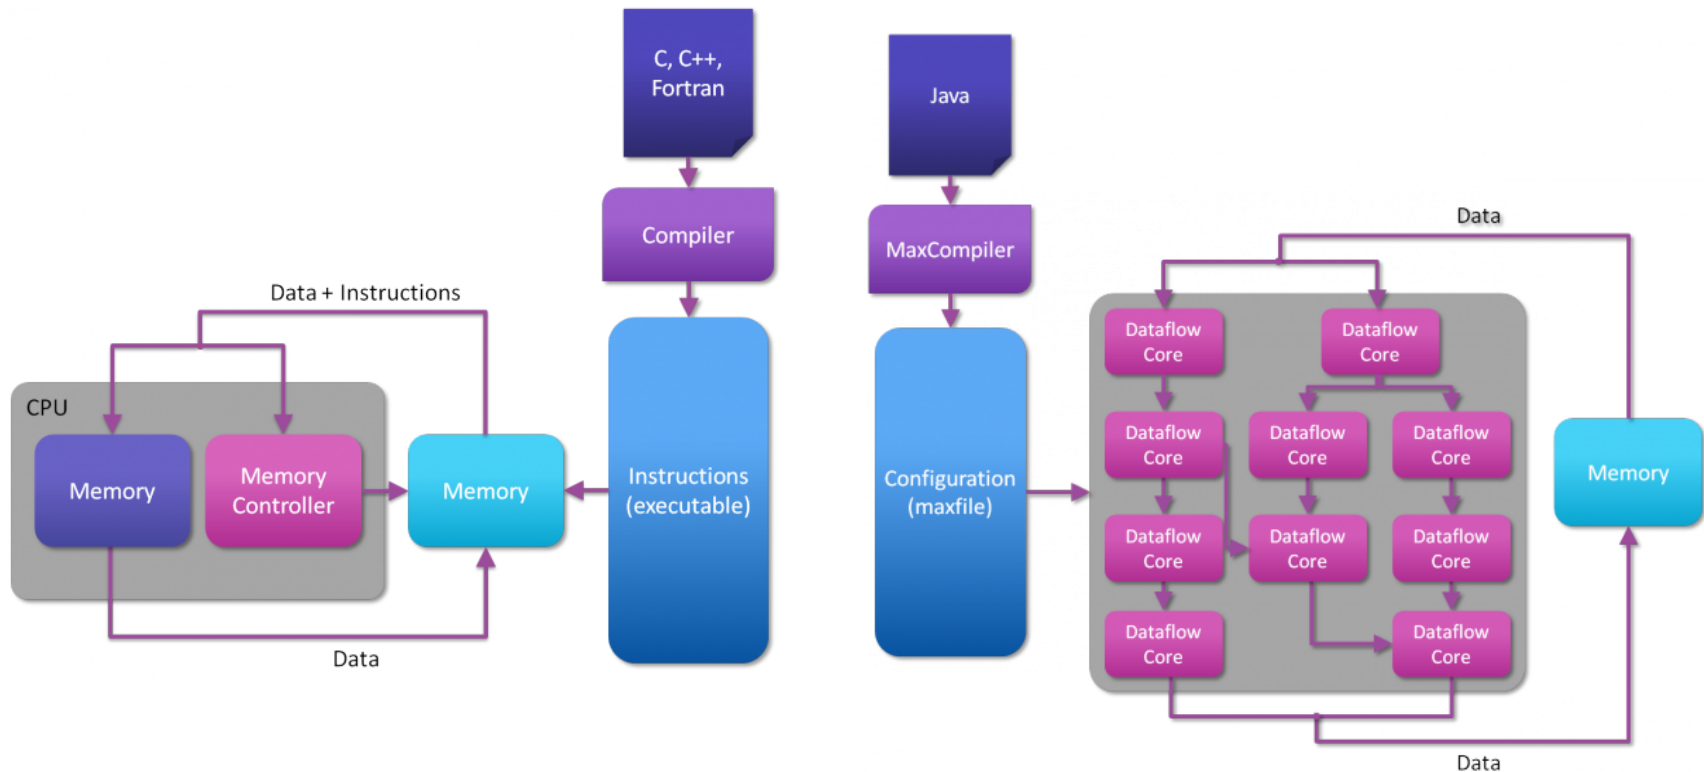 C, C++,
Fortran
Compiler
Data + Instructions
CPU
Memory
Memory
Controller
Memory
Instructions
(executable)
Data
Java
MaxCompiler
Configuration
(maxfile)
Data
Dataflow
Core
Dataflow
Core
Dataflow
Core
Dataflow
Core
Dataflow
Core
Dataflow
Core
Dataflow
Core
Dataflow
Core
Dataflow
Core
Dataflow
Core
Memory
Data